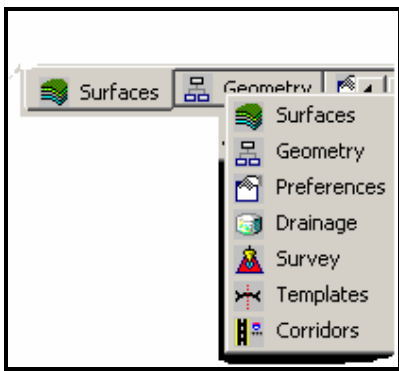 Surfaces Geometry
Surfaces
Geometry
Preferences
Drainage
Survey
Templates
Corridors